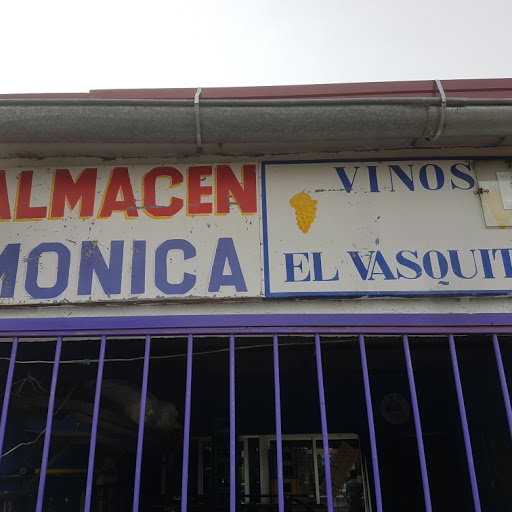 ALMACEN
MONICA
VINOS
EL VASQUIT